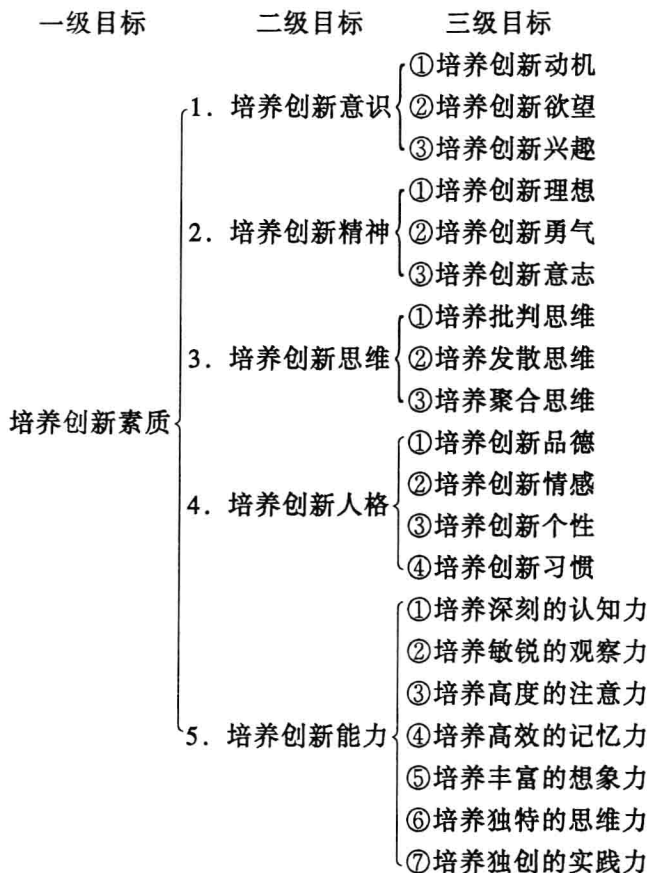 一级目标 二级目标 三级目标
①培养创新动机
1. 培养创新意识 ②培养创新欲望
③培养创新兴趣
①培养创新理想
2. 培养创新精神 ②培养创新勇气
③培养创新意志
①培养批判思维
3. 培养创新思维 ②培养发散思维
③培养聚合思维
培养创新素质
①培养创新品德
②培养创新情感
4. 培养创新人格
③培养创新个性
④培养创新习惯
①培养深刻的认知力
②培养敏锐的观察力
③培养高度的注意力
5. 培养创新能力 ④培养高效的记忆力
⑤培养丰富的想象力
⑥培养独特的思维力
⑦培养独创的实践力